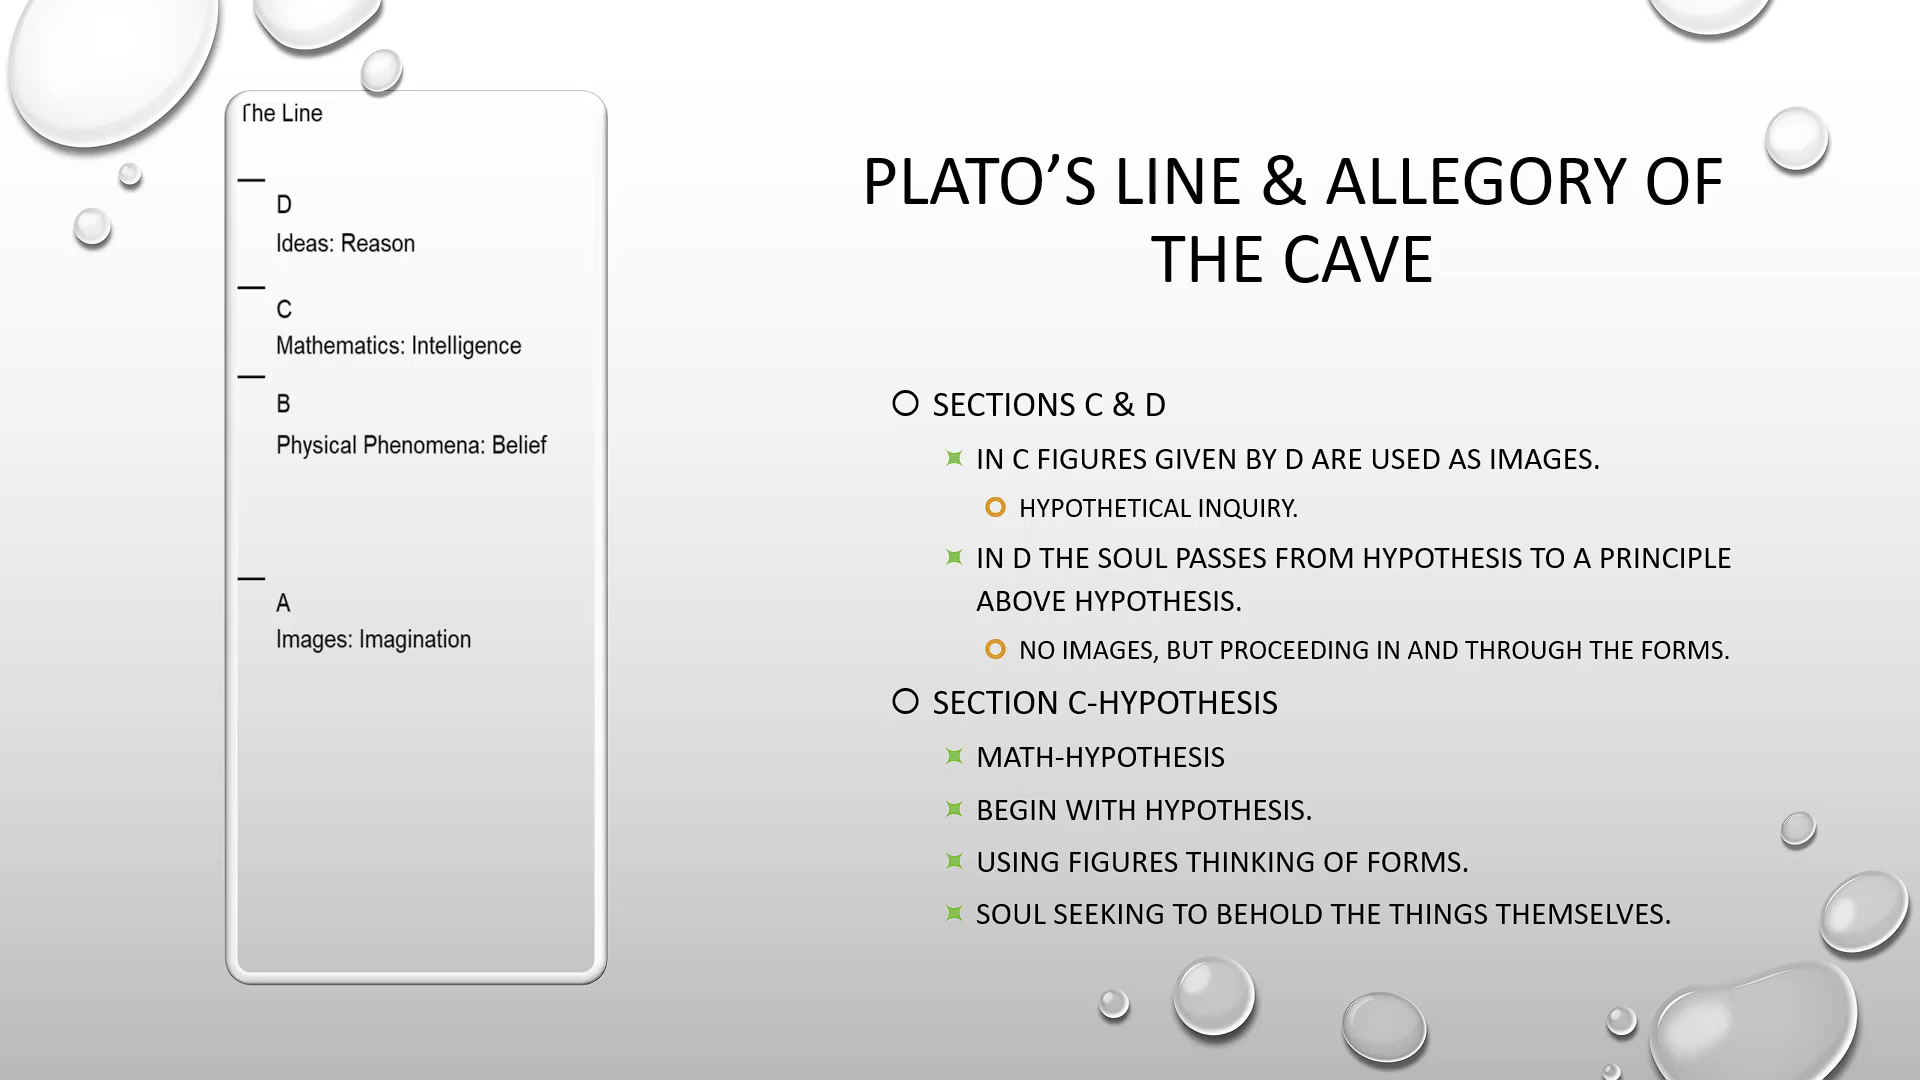 The Line
D
Ideas: Reason
C
Mathematics: Intelligence
B
Physical Phenomena: Belief
A
Images: Imagination
PLATO’S LINE & ALLEGORY OF
THE CAVE
SECTIONS C & D
IN C FIGURES GIVEN BY D ARE USED AS IMAGES.
HYPOTHETICAL INQUIRY.
IN D THE SOUL PASSES FROM HYPOTHESIS TO A PRINCIPLE
ABOVE HYPOTHESIS.
NO IMAGES, BUT PROCEEDING IN AND THROUGH THE FORMS.
SECTION C-HYPOTHESIS
MATH-HYPOTHESIS
BEGIN WITH HYPOTHESIS.
USING FIGURES THINKING OF FORMS.
SOUL SEEKING TO BEHOLD THE THINGS THEMSELVES.